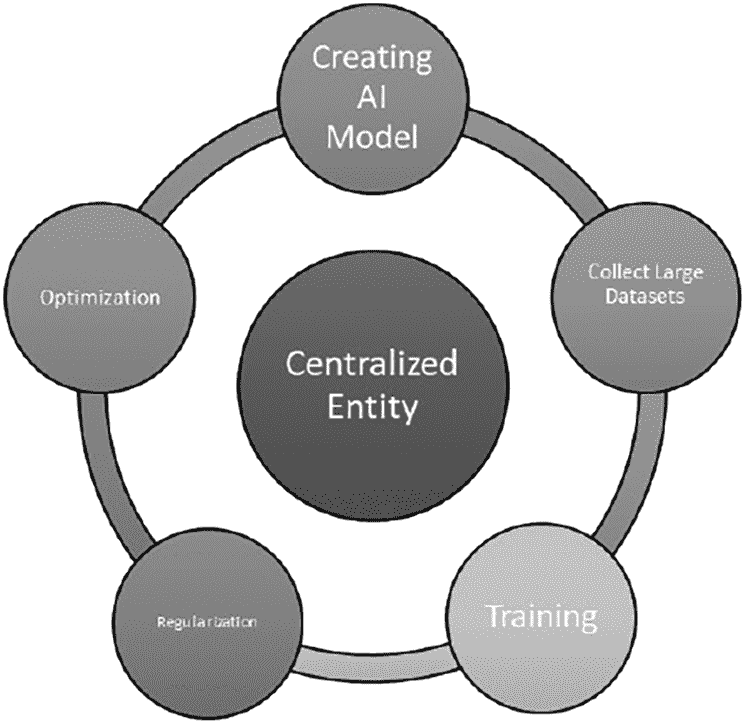 Creating
AI
Model
Collect Large
Datasets
Training
Regularization
Optimization
Centralized
Entity